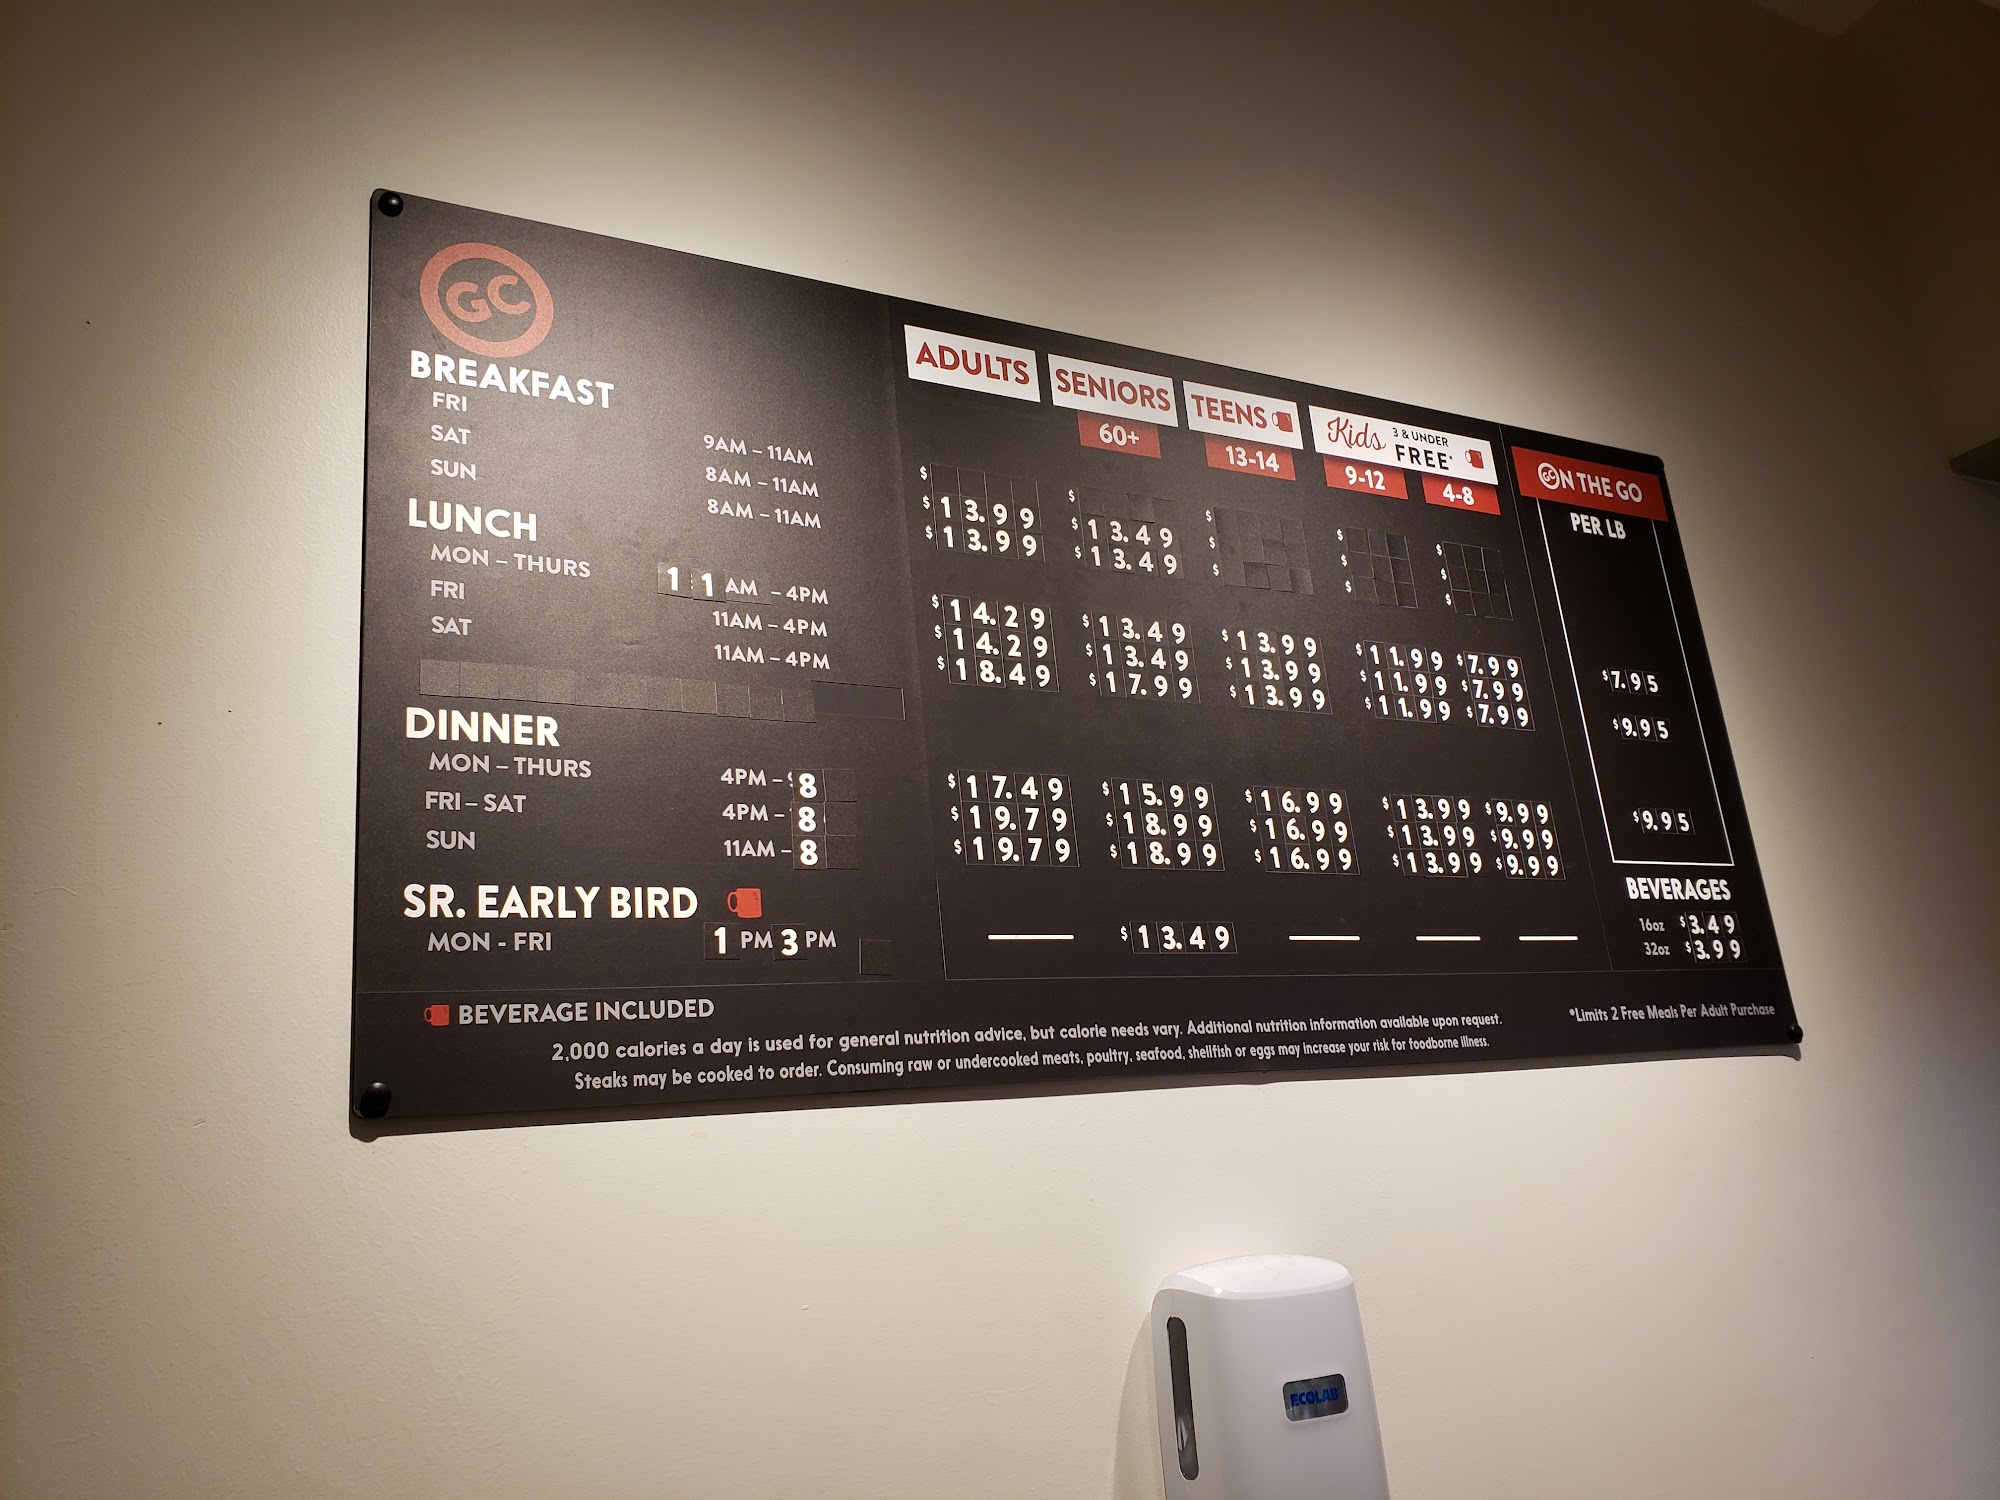 GC
BREAKFAST
FRI 9AM – 11AM
SAT 8AM – 11AM
SUN 8AM – 11AM
LUNCH
MON – THURS 11 AM – 4PM
FRI 11AM – 4PM
SAT 11AM – 4PM
DINNER
MON – THURS 4PM – 8
FRI – SAT 4PM – 8
SUN 11AM – 8
SR. EARLY BIRD
MON - FRI 1 PM 3 PM
ADULTS SENIORS TEENS Kids 3 & UNDER FREE*
60+ 13-14 9-12 4-8
$ $ $ $ $
$13.99 $13.49 $ $ $
$13.99 $13.49 $ $ $
$14.29 $13.49 $13.99 $11.99 $7.99
$14.29 $13.49 $13.99 $11.99 $7.99
$18.49 $17.99 $13.99 $11.99 $7.99
$17.49 $15.99 $16.99 $13.99 $9.99
$19.79 $18.99 $16.99 $13.99 $9.99
$19.79 $18.99 $16.99 $13.99 $9.99
$13.49
GC ON THE GO
PER LB
$7.95
$9.95
$9.95
BEVERAGES
16oz $3.49
32oz $3.99
BEVERAGE INCLUDED
2,000 calories a day is used for general nutrition advice, but calorie needs vary. Additional nutrition information available upon request.
Steaks may be cooked to order. Consuming raw or undercooked meats, poultry, seafood, shellfish or eggs may increase your risk for foodborne illness.
*Limits 2 Free Meals Per Adult Purchase
ECOLAB